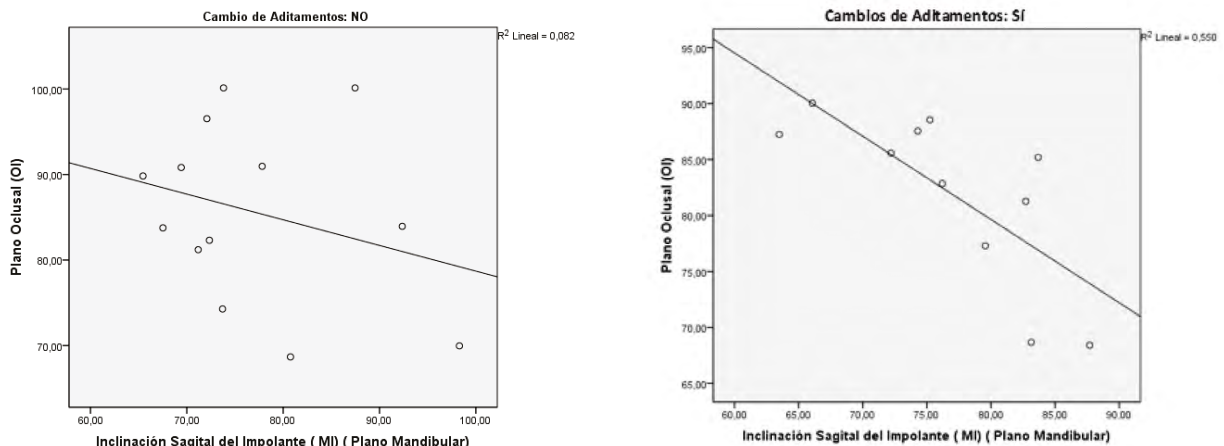 Cambio de Aditamentos: NO
R² Lineal = 0,082
Plano Oclusal (OI)
100,00
90,00
80,00
70,00
60,00 70,00 80,00 90,00 100,00
Inclinación Sagital del Impolante ( MI) ( Plano Mandibular)
Cambios de Aditamentos: Sí
R² Lineal = 0,550
Plano Oclusal (OI)
95,00
90,00
85,00
80,00
75,00
70,00
65,00
60,00 65,00 70,00 75,00 80,00 85,00 90,00
Inclinación Sagital del Impolante ( MI) ( Plano Mandibular)